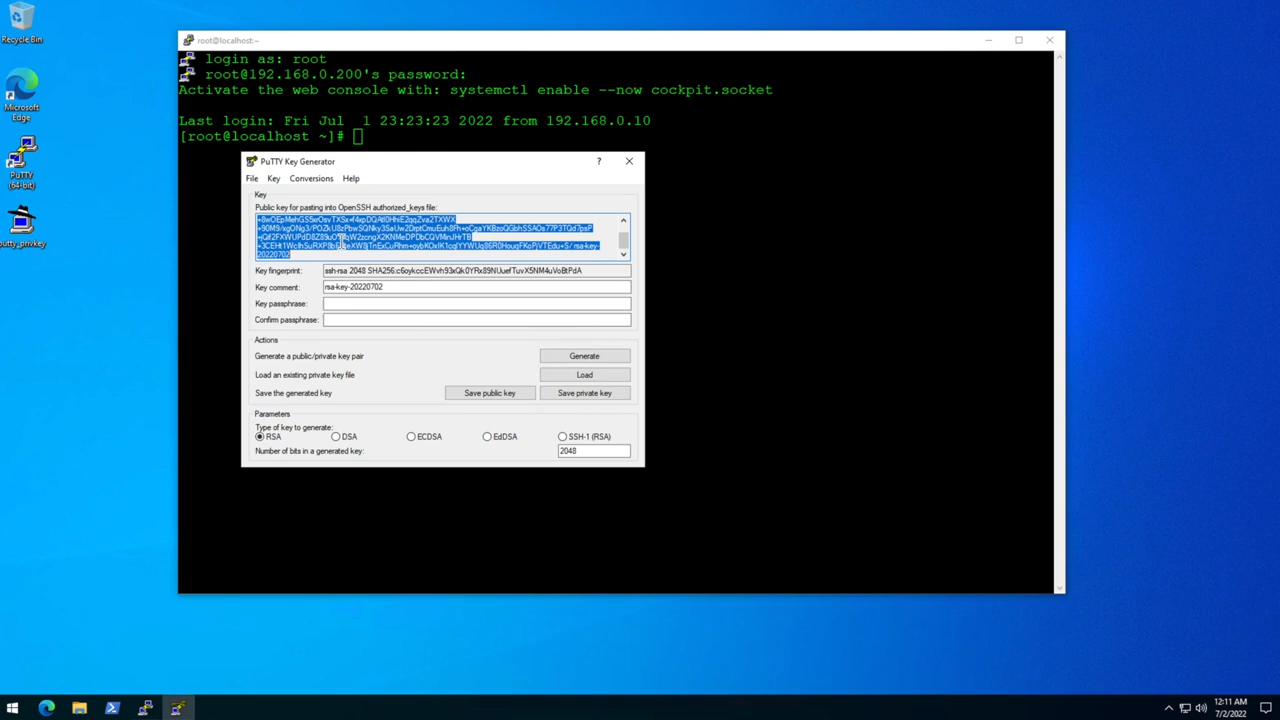 Recycle Bin
Microsoft
Edge
PuTTY
(64-bit)
putty_privkey
root@localhost:~
login as: root
root@192.168.0.200's password:
Activate the web console with: systemctl enable --now cockpit.socket
Last login: Fri Jul  1 23:23:23 2022 from 192.168.0.10
[root@localhost ~]#
PuTTY Key Generator
?
File Key Conversions Help
Key
Public key for pasting into OpenSSH authorized_keys file:
rsa-key-
20220702
Key fingerprint:
ssh-rsa 2048
Key comment:
rsa-key-20220702
Key passphrase:
Confirm passphrase:
Actions
Generate a public/private key pair
Generate
Load an existing private key file
Load
Save the generated key
Save public key
Save private key
Parameters
Type of key to generate:
RSA DSA ECDSA EdDSA SSH-1 (RSA)
Number of bits in a generated key:
2048
12:11 AM
7/2/2022